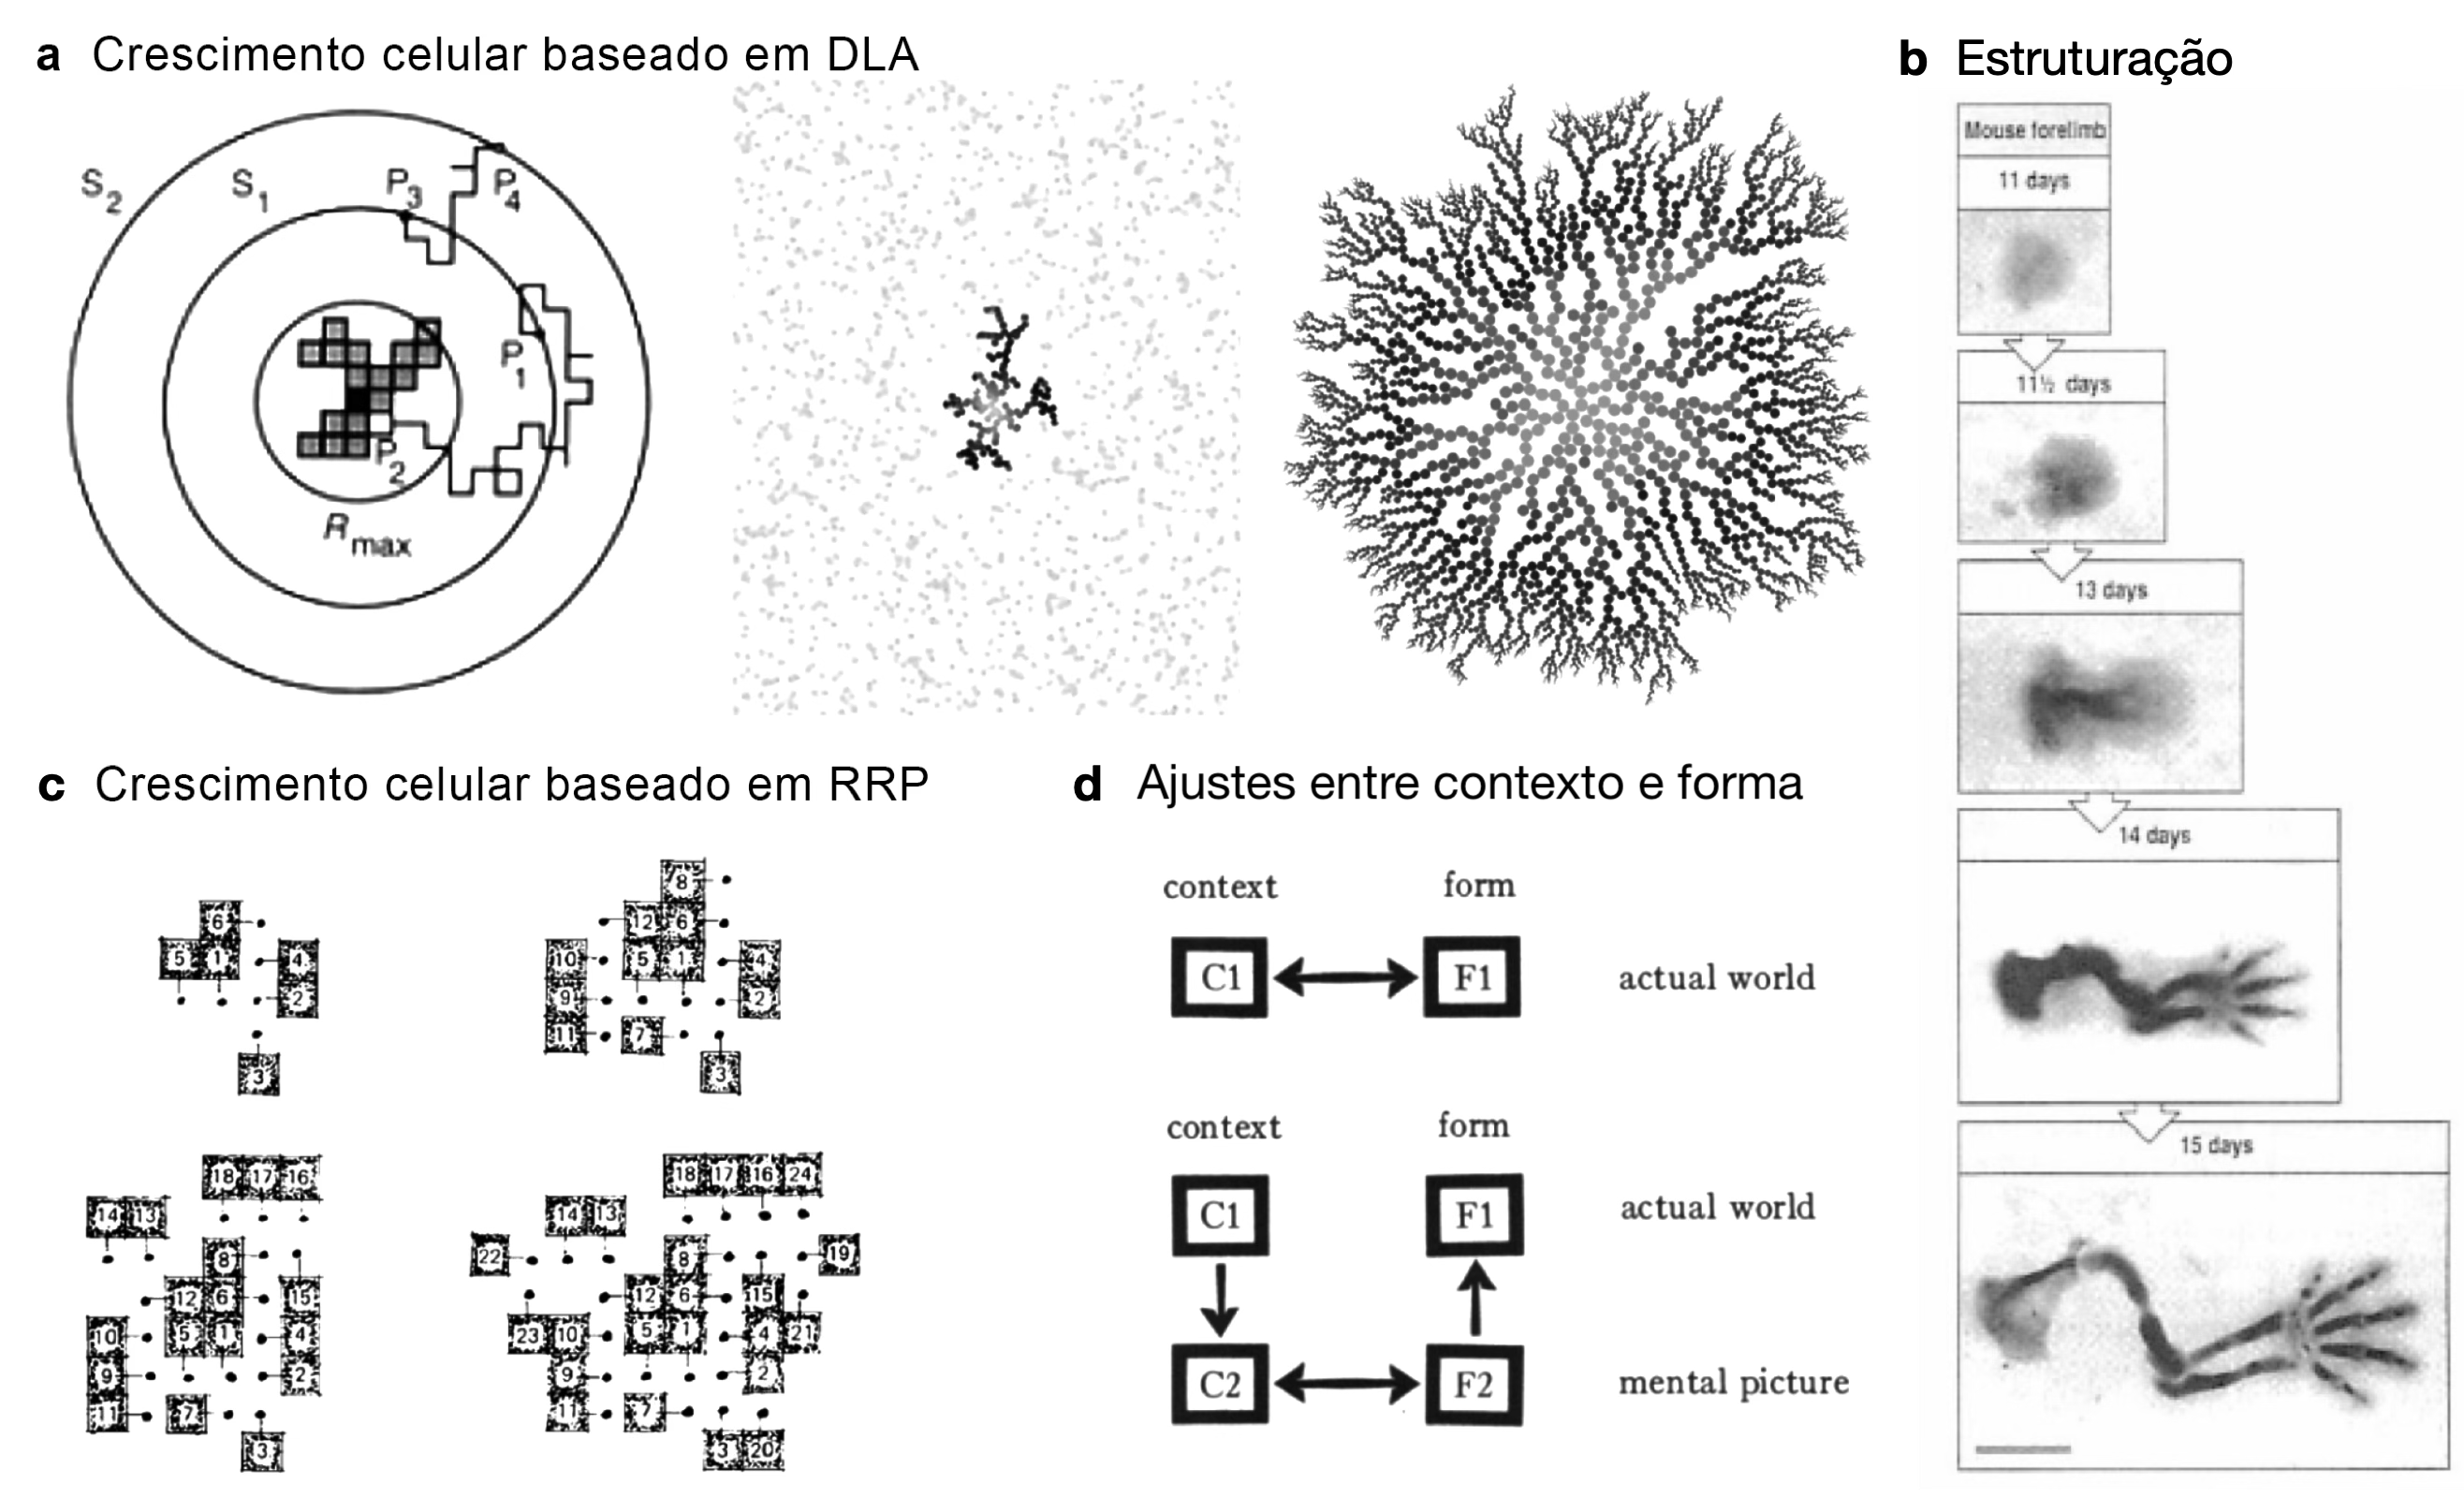 a Crescimento celular baseado em DLA
S2 S1 P3 P4
P1
P2
Rmax
b Estruturação
Mouse forelimb
11 days
11½ days
13 days
14 days
15 days
c Crescimento celular baseado em RRP
6
5 1 4
2
3
8
12 6
10 5 1 4
9 2
11 7
3
18 17 16
14 13
8
12 6 15
10 5 1 4
9 2
11 7
3
18 17 16 24
14 13
22 8 19
12 6 15
23 10 5 1 4 21
9 2
11 7
3 20
d Ajustes entre contexto e forma
context form
C1 F1 actual world
context form
C1 F1 actual world
C2 F2 mental picture